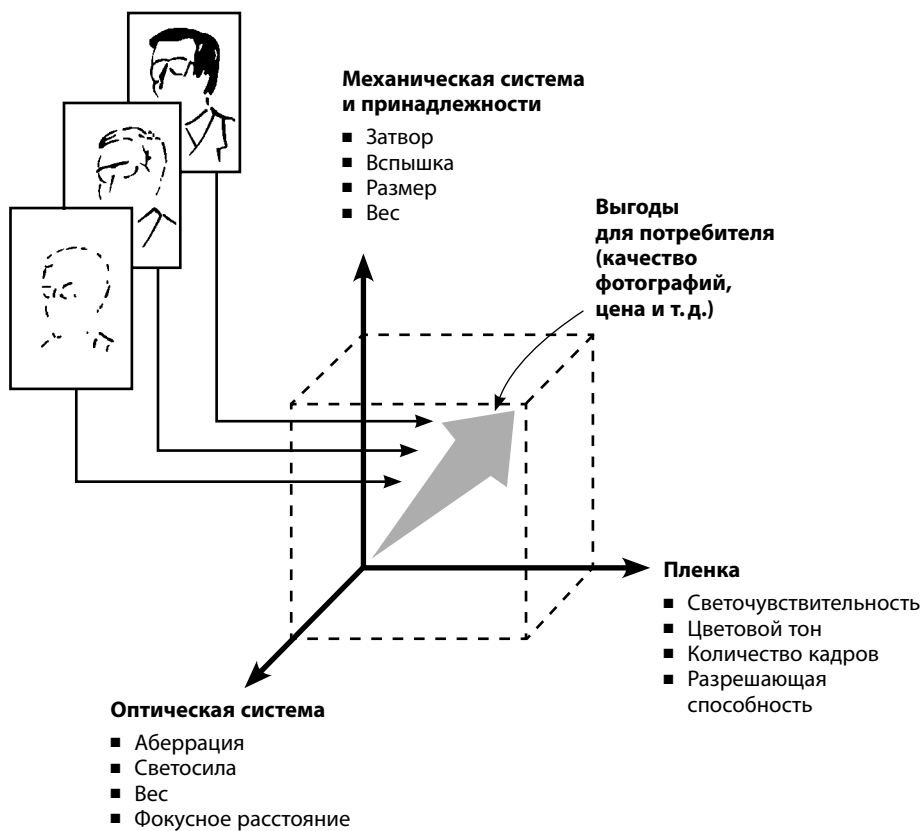 Механическая система
и принадлежности
■ Затвор
■ Вспышка
■ Размер
■ Вес
Выгоды
для потребителя
(качество
фотографий,
цена и т. д.)
Пленка
■ Светочувствительность
■ Цветовой тон
■ Количество кадров
■ Разрешающая
способность
Оптическая система
■ Аберрация
■ Светосила
■ Вес
■ Фокусное расстояние